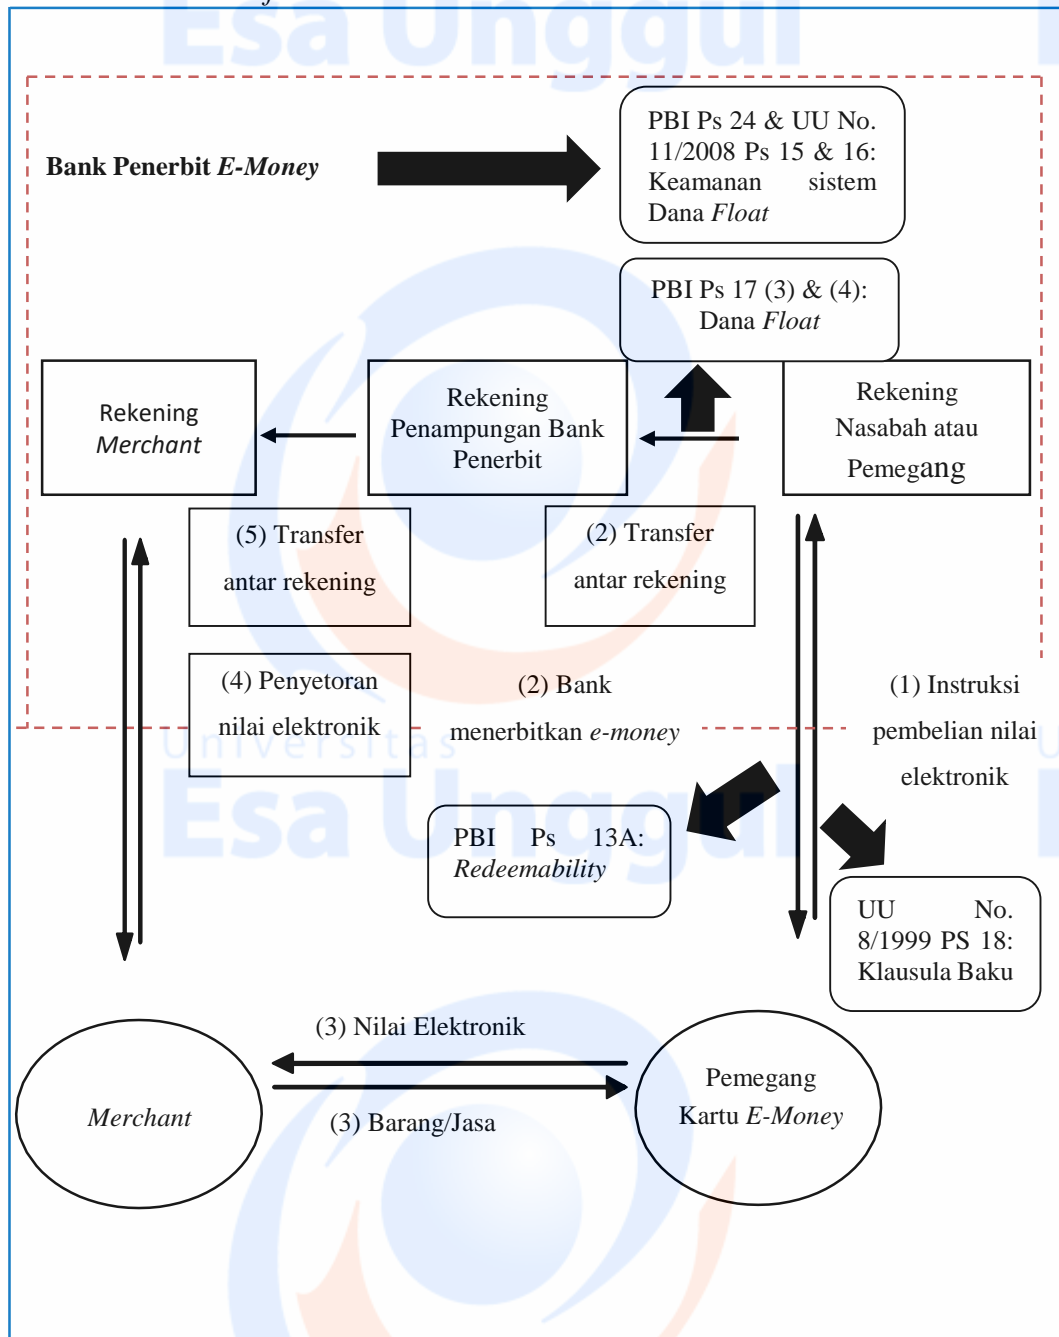 Esa Unggul
PBI Ps 24 & UU No.
11/2008 Ps 15 & 16:
Keamanan sistem
Dana Float
Bank Penerbit E-Money
PBI Ps 17 (3) & (4):
Dana Float
Rekening
Merchant
Rekening
Penampungan Bank
Penerbit
Rekening
Nasabah atau
Pemegang
(5) Transfer
antar rekening
(2) Transfer
antar rekening
(4) Penyetoran
nilai elektronik
(2) Bank
menerbitkan e-money
(1) Instruksi
pembelian nilai
elektronik
Universitas
Esa Unggul
PBI Ps 13A:
Redeemability
UU No.
8/1999 PS 18:
Klausula Baku
(3) Nilai Elektronik
(3) Barang/Jasa
Merchant
Pemegang
Kartu E-Money